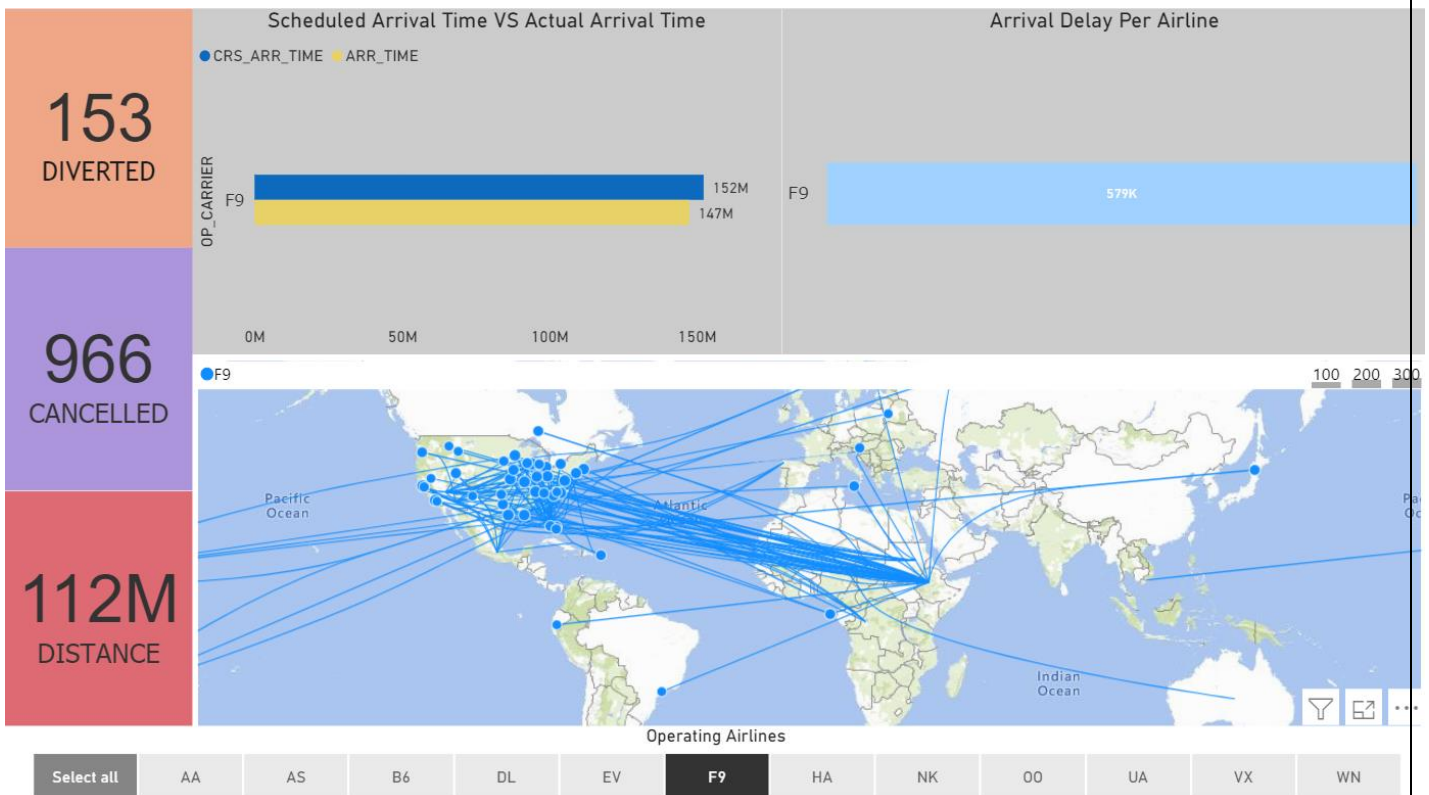 153
DIVERTED
966
CANCELLED
112M
DISTANCE
Scheduled Arrival Time VS Actual Arrival Time
CRS_ARR_TIME ARR_TIME
OP_CARRIER
F9
152M
147M
0M 50M 100M 150M
Arrival Delay Per Airline
F9
579K
F9
100 200 300
Pacific
Ocean
Atlantic
Indian
Ocean
Operating Airlines
Select all AA AS B6 DL EV F9 HA NK OO UA VX WN